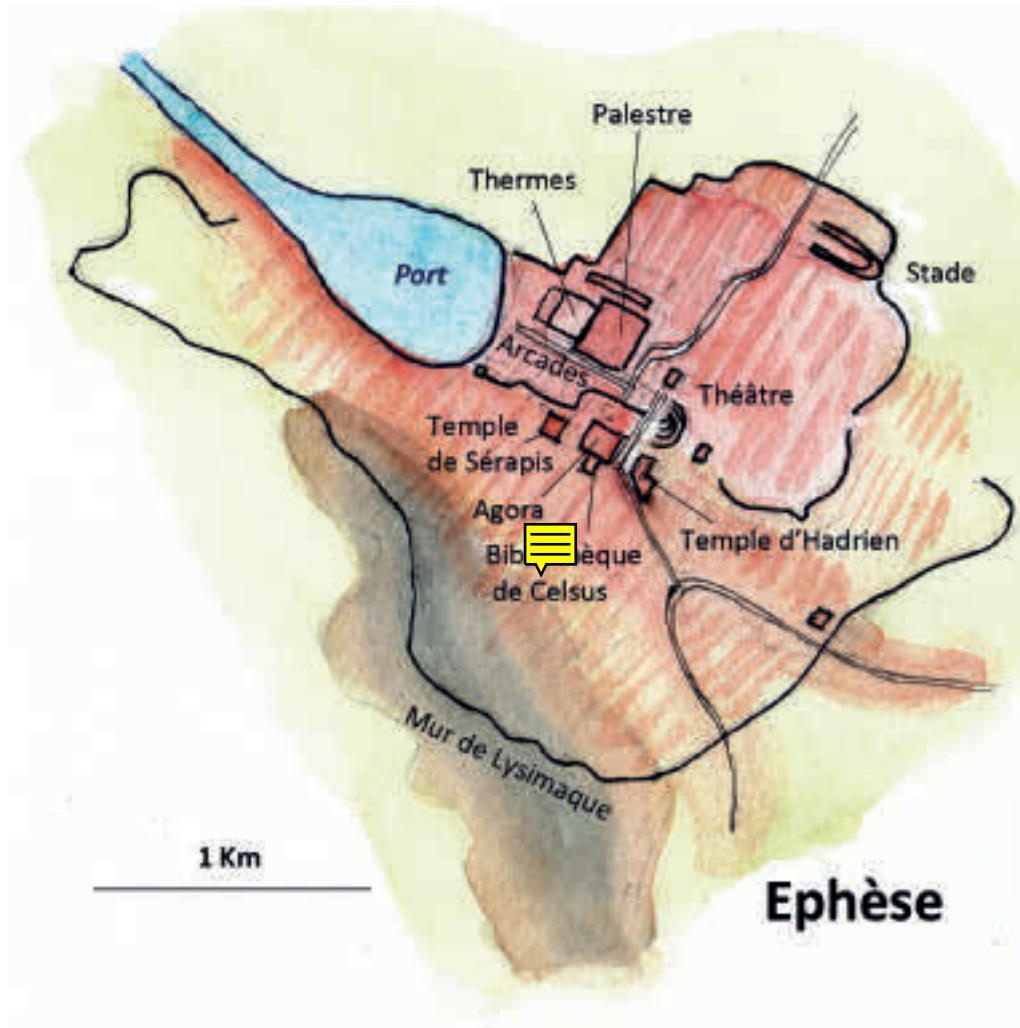 Palestre
Thermes
Port
Stade
Arcades
Théâtre
Temple
de Sérapis
Agora
Temple d'Hadrien
de Celsus
Mur de Lysimaque
1 Km
Ephèse